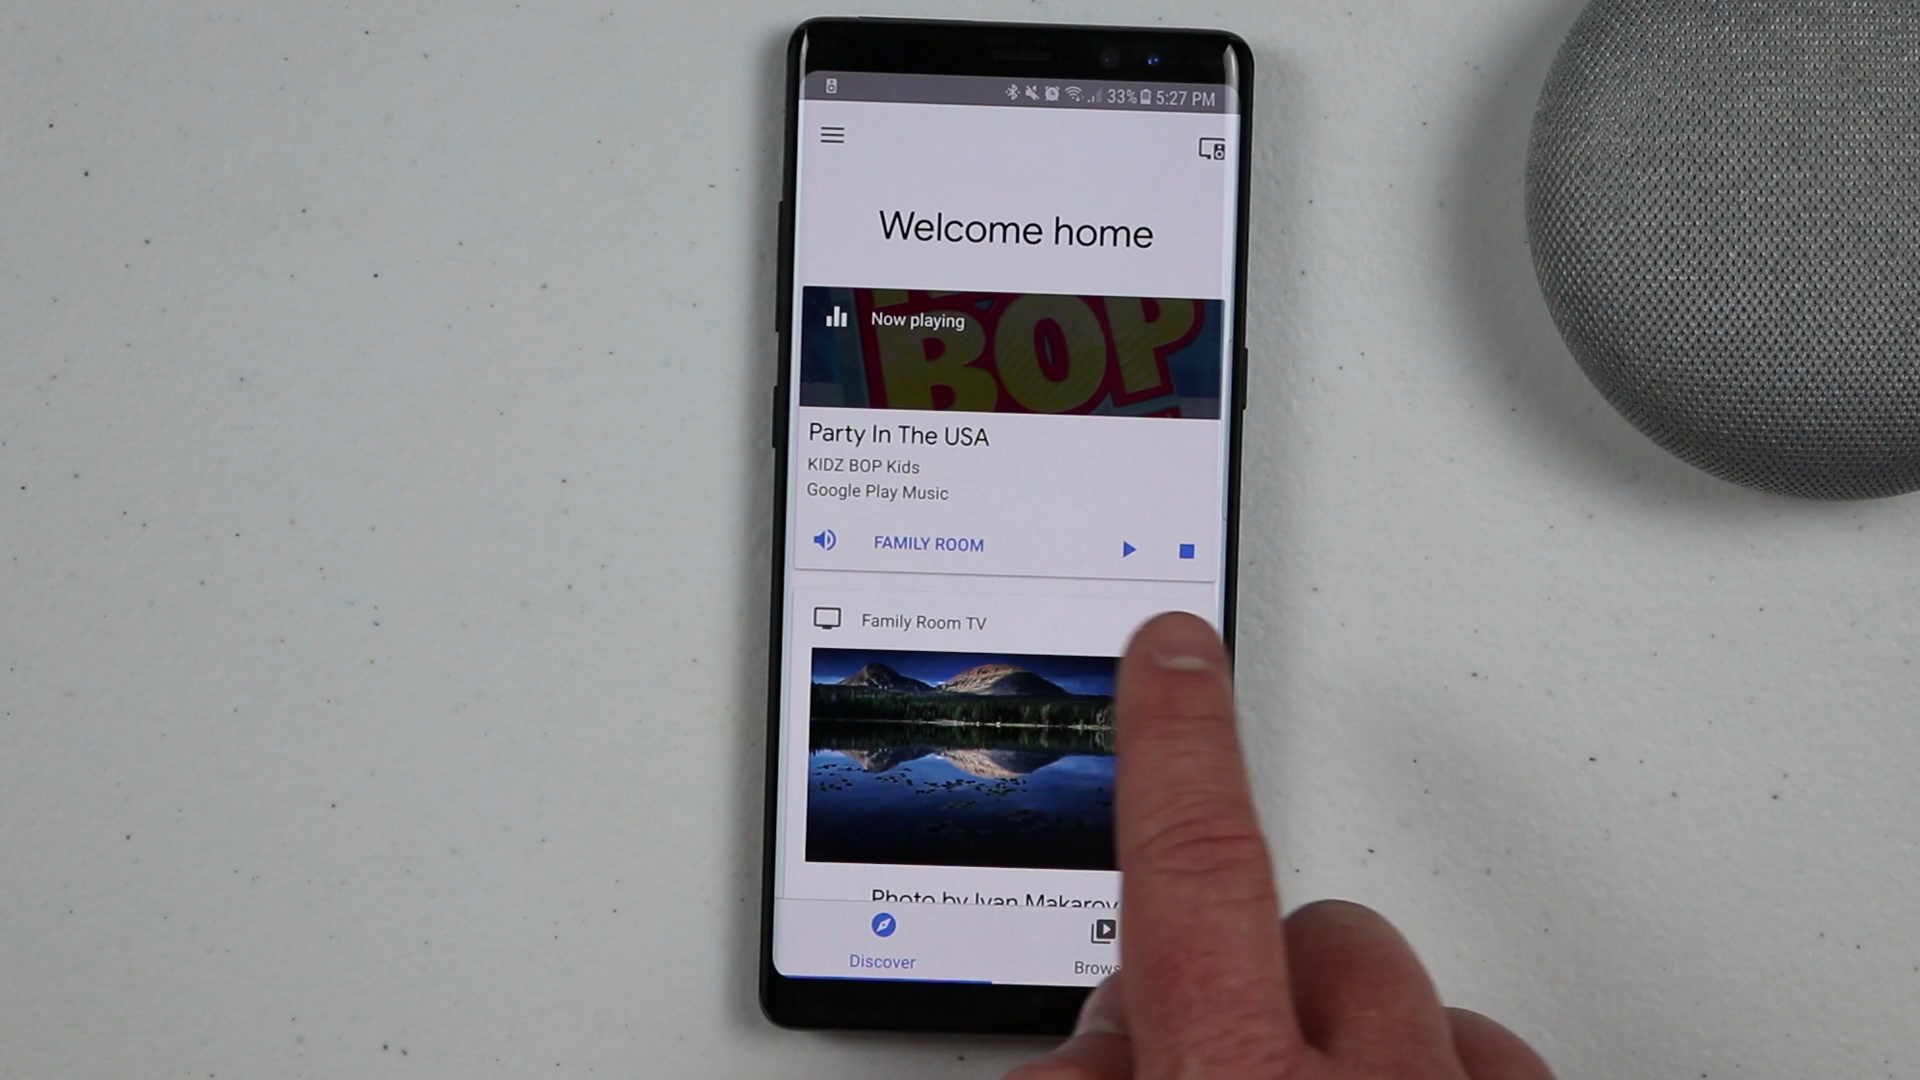 33% 5:27 PM
Welcome home
Now playing
BOP
Party In The USA
KIDZ BOP Kids
Google Play Music
FAMILY ROOM
Family Room TV
Photo by Ivan Makarov
Discover
Brows